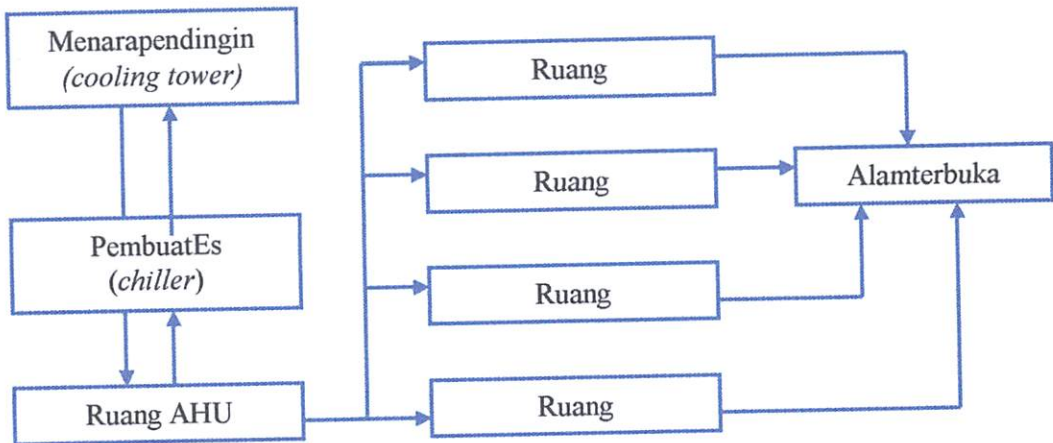 Menarapendingin
(cooling tower)
PembuatEs
(chiller)
Ruang AHU
Ruang
Ruang
Ruang
Ruang
Alamterbuka